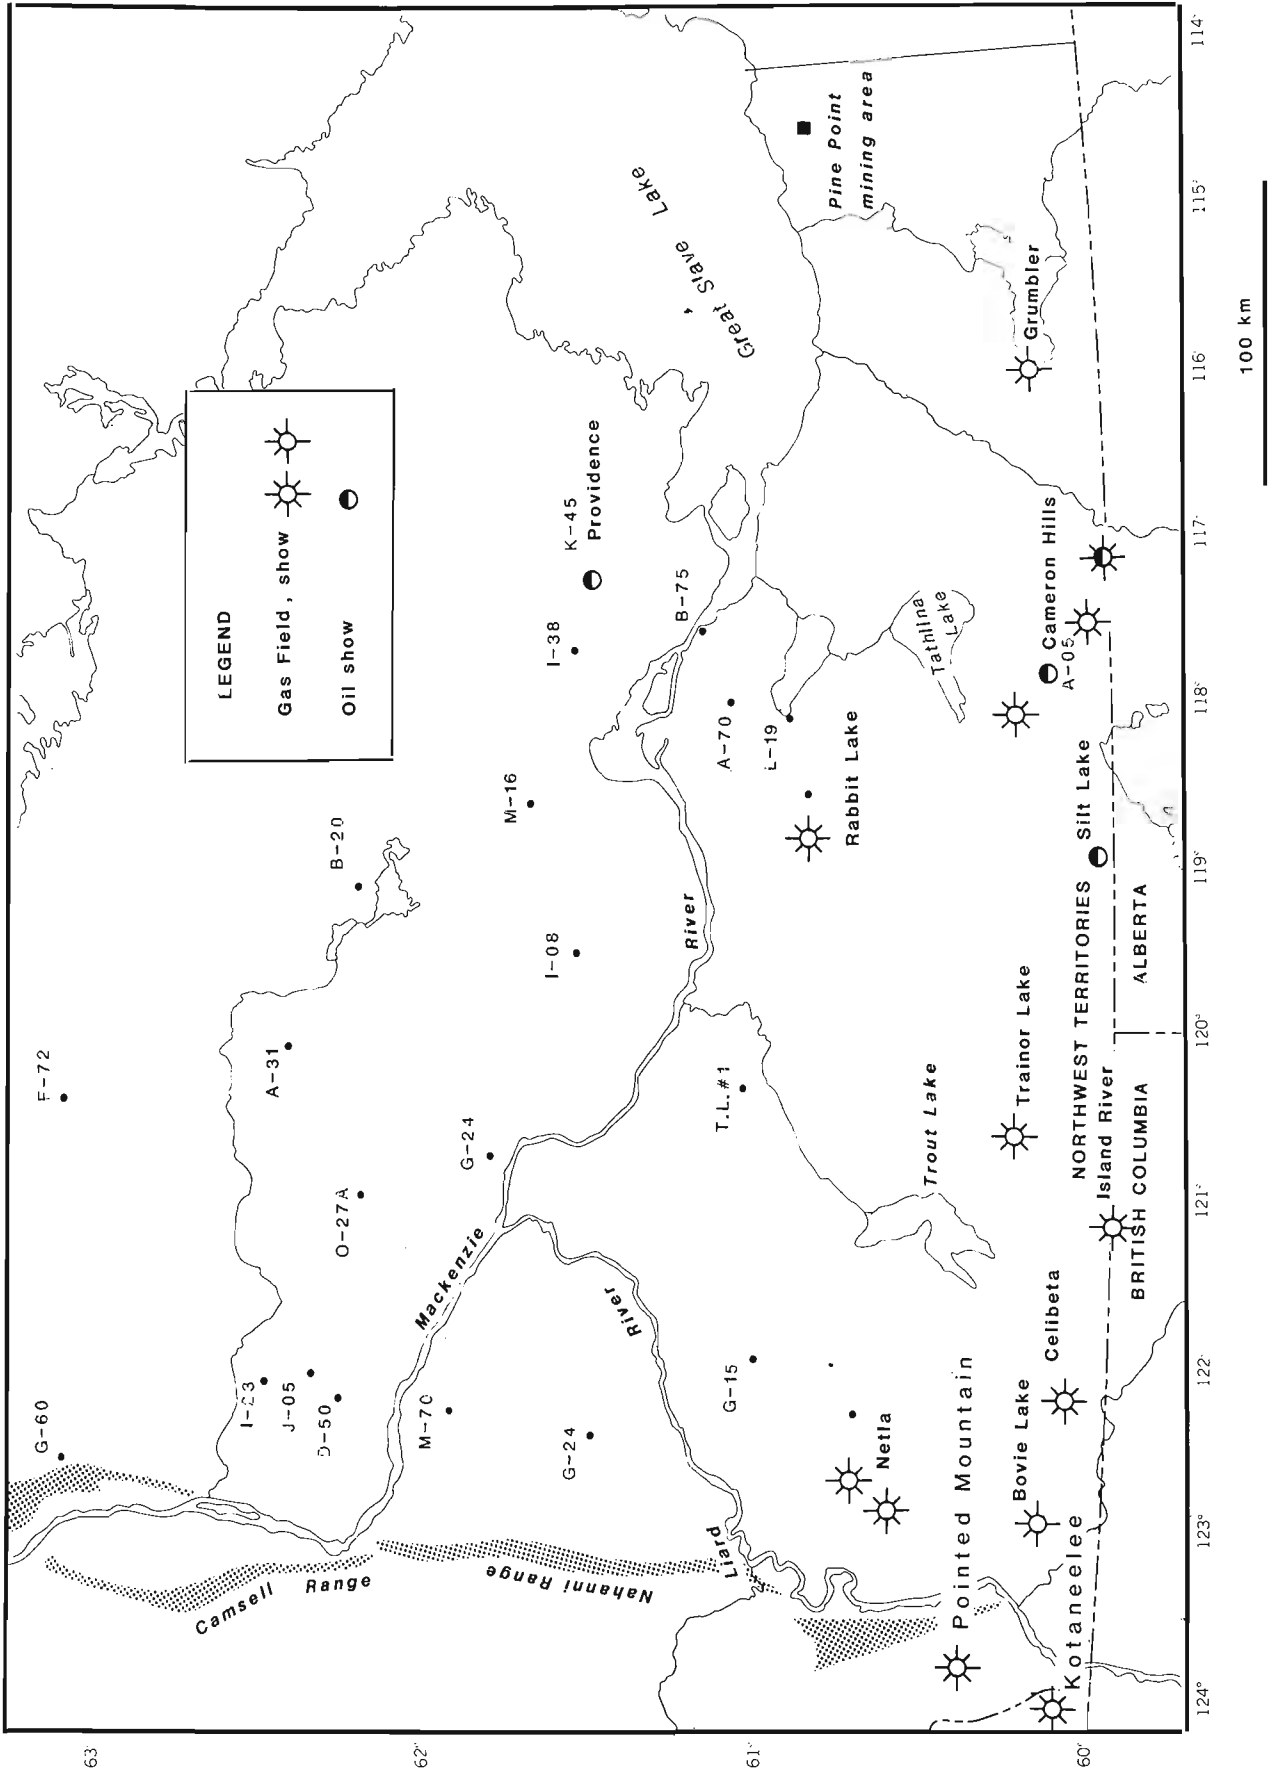 LEGEND
Gas Field, show
Oil show
G-60
F-72
I-23
J-05
D-50
O-27A
A-31
B-20
M-70
G-24
G-24
I-08
M-16
I-38
K-45
Providence
B-75
A-70
L-19
Rabbit Lake
T.L.#1
G-15
Camsell
Range
Nahanni Range
Mackenzie
River
Liard
River
Great Slave Lake
Pine Point
mining area
Tathlina
Lake
Trout Lake
Netla
Pointed Mountain
Kotaneelee
Bovie Lake
Celibeta
Trainor Lake
Island River
Silt Lake
Cameron Hills
A-05
Grumbler
NORTHWEST TERRITORIES
BRITISH COLUMBIA
ALBERTA
63°
62°
61°
60°
124°
123°
122°
121°
120°
119°
118°
117°
116°
115°
114°
100 km